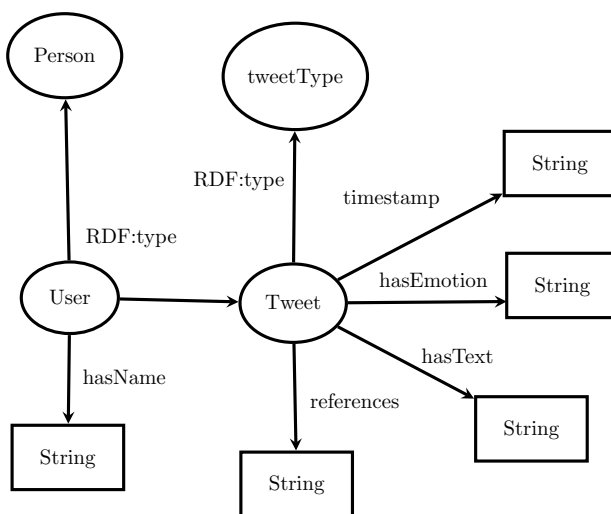 Person
tweetType
String
RDF:type
timestamp
RDF:type
hasEmotion
String
User
Tweet
hasText
hasName
references
String
String
String